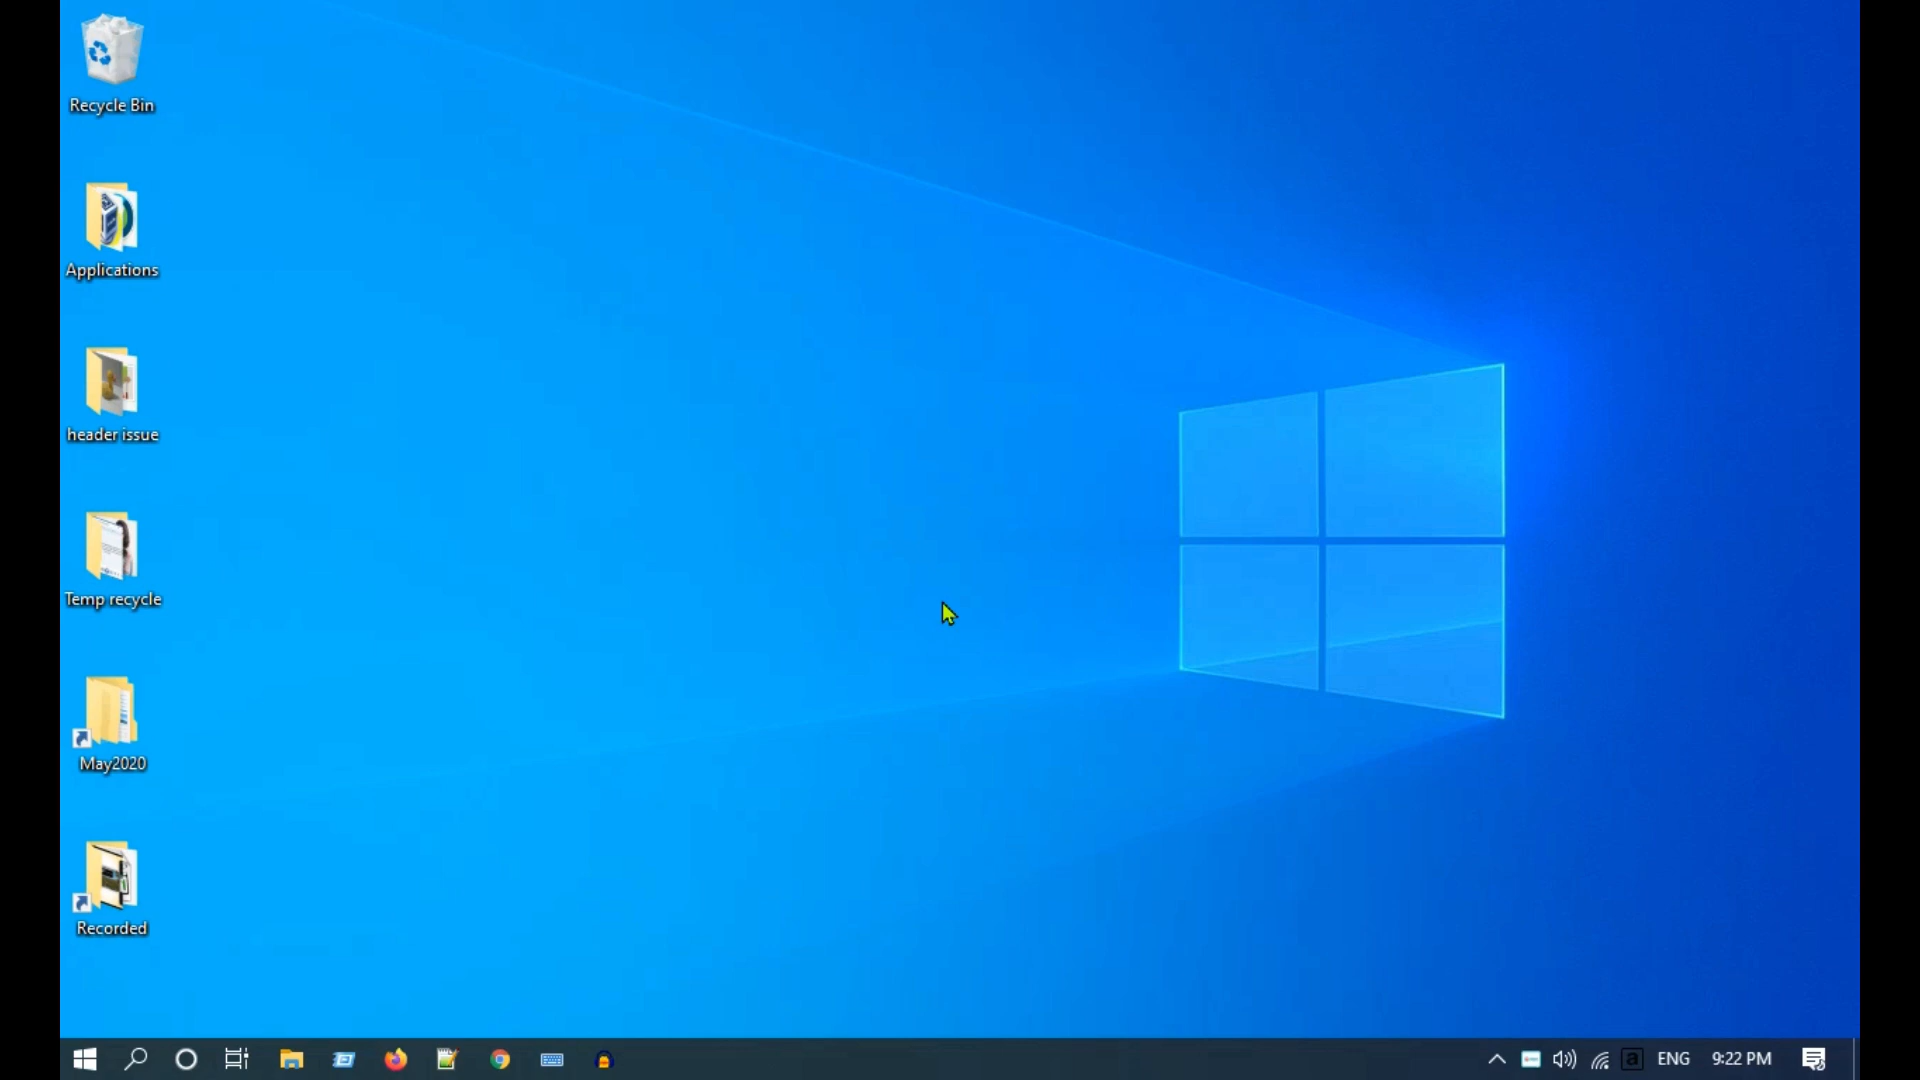 Recycle Bin
Applications
header issue
Temp recycle
May2020
Recorded
a ENG 9:22 PM